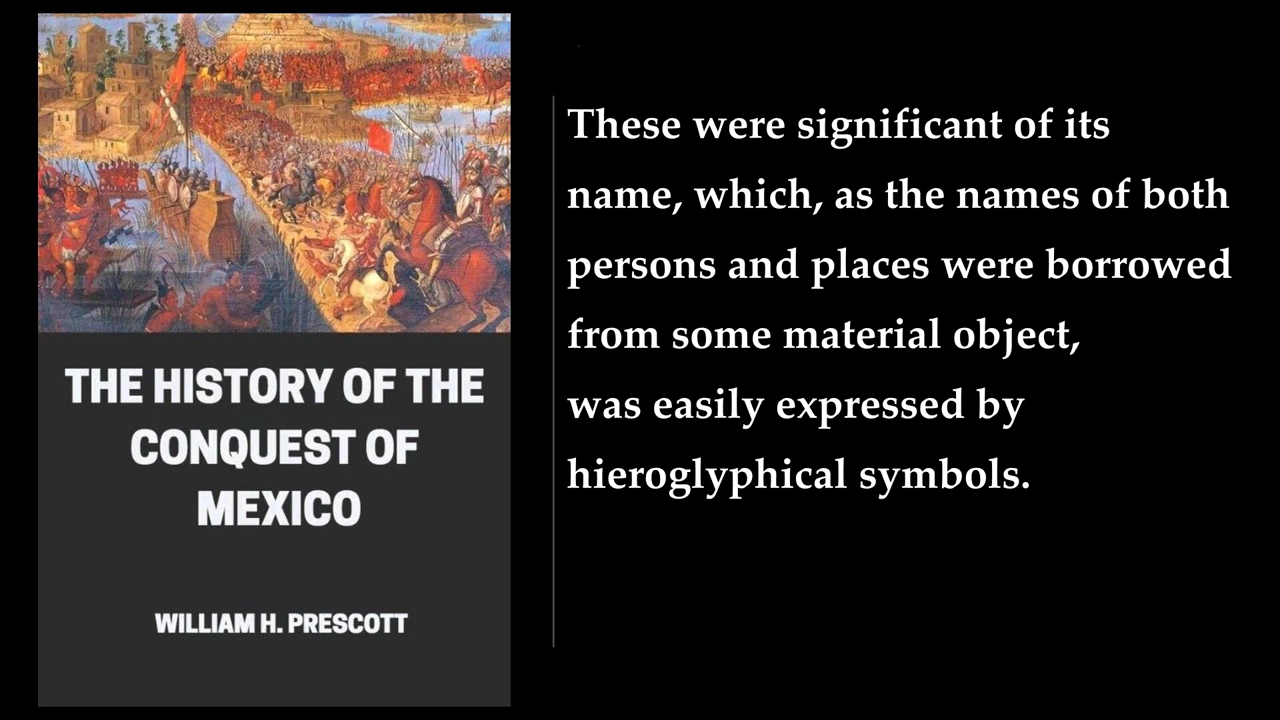 THE HISTORY OF THE
CONQUEST OF
MEXICO
WILLIAM H. PRESCOTT
These were significant of its
name, which, as the names of both
persons and places were borrowed
from some material object,
was easily expressed by
hieroglyphical symbols.